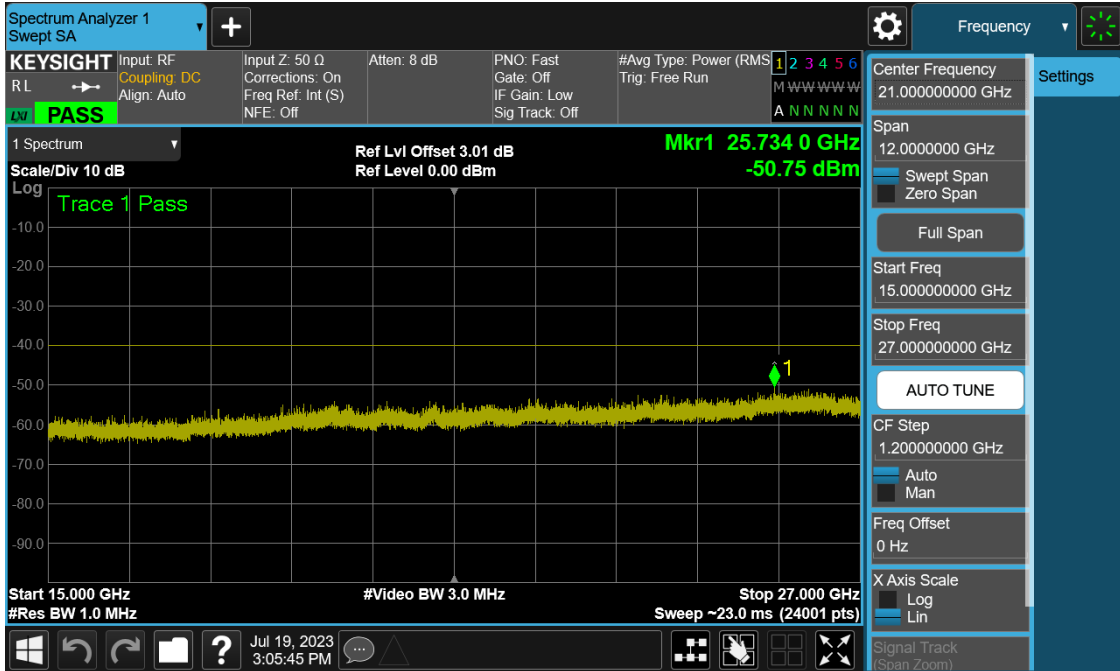 Spectrum Analyzer 1
Swept SA
+
Frequency
KEYSIGHT
R L
LXI PASS
Input: RF
Coupling: DC
Align: Auto
Input Z: 50 Ω
Corrections: On
Freq Ref: Int (S)
NFE: Off
Atten: 8 dB
PNO: Fast
Gate: Off
IF Gain: Low
Sig Track: Off
#Avg Type: Power (RMS
Trig: Free Run
1 2 3 4 5 6
M W W W W W
A N N N N N
1 Spectrum
Scale/Div 10 dB
Ref Lvl Offset 3.01 dB
Ref Level 0.00 dBm
Mkr1 25.734 0 GHz
-50.75 dBm
Log
Trace 1 Pass
-10.0
-20.0
-30.0
-40.0
-50.0
-60.0
-70.0
-80.0
-90.0
1
Start 15.000 GHz
#Res BW 1.0 MHz
#Video BW 3.0 MHz
Stop 27.000 GHz
Sweep ~23.0 ms (24001 pts)
?
Jul 19, 2023
3:05:45 PM
Center Frequency
21.000000000 GHz
Span
12.0000000 GHz
Swept Span
Zero Span
Full Span
Start Freq
15.000000000 GHz
Stop Freq
27.000000000 GHz
AUTO TUNE
CF Step
1.200000000 GHz
Auto
Man
Freq Offset
0 Hz
X Axis Scale
Log
Lin
Signal Track
(Span Zoom)
Settings